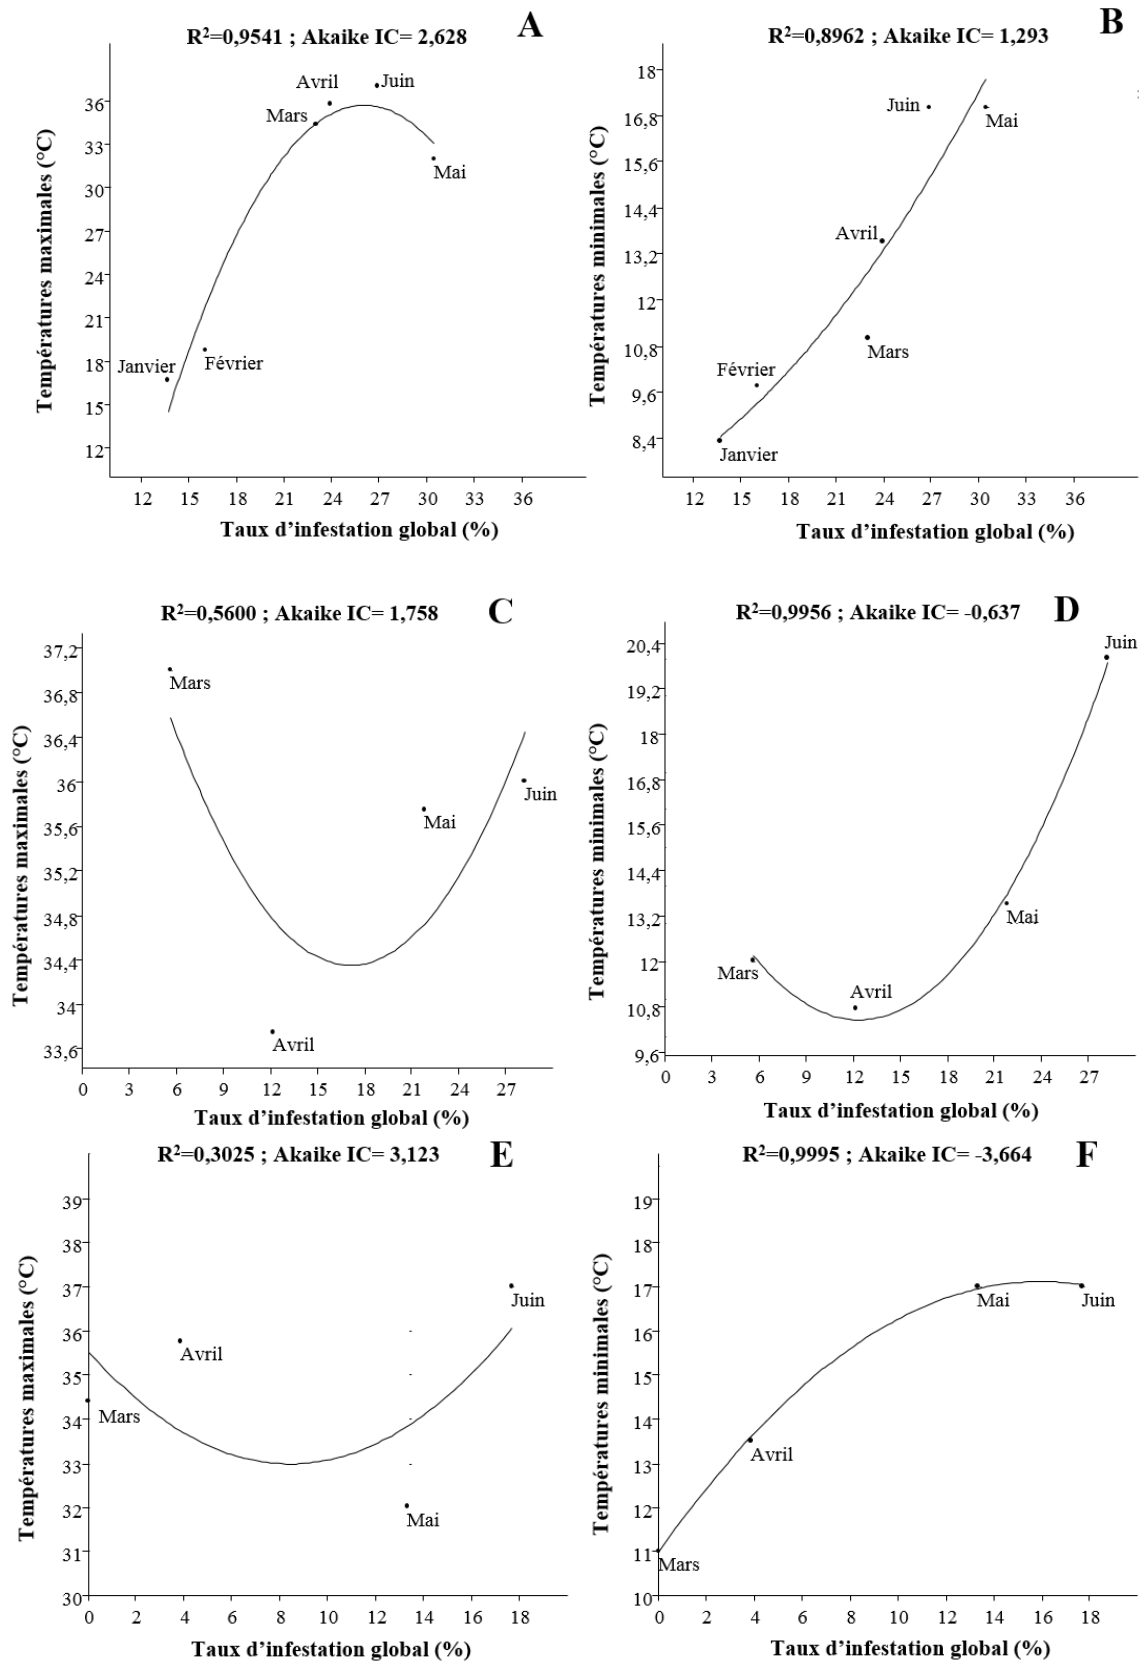 R²=0,9541 ; Akaike IC= 2,628
A
Températures maximales (°C)
36
33
30
27
24
21
18
15
12
Janvier
Février
Mars
Avril
Juin
Mai
12 15 18 21 24 27 30 33 36
Taux d’infestation global (%)
R²=0,8962 ; Akaike IC= 1,293
B
Températures minimales (°C)
18
16,8
15,6
14,4
13,2
12
10,8
9,6
8,4
Juin
Mai
Avril
Mars
Février
Janvier
12 15 18 21 24 27 30 33 36
Taux d’infestation global (%)
R²=0,5600 ; Akaike IC= 1,758
C
Températures maximales (°C)
37,2
36,8
36,4
36
35,6
35,2
34,8
34,4
34
33,6
Mars
Juin
Mai
Avril
0 3 6 9 12 15 18 21 24 27
Taux d’infestation global (%)
R²=0,9956 ; Akaike IC= -0,637
D
Températures minimales (°C)
20,4
19,2
18
16,8
15,6
14,4
13,2
12
10,8
9,6
Juin
Mai
Mars
Avril
0 3 6 9 12 15 18 21 24 27
Taux d’infestation global (%)
R²=0,3025 ; Akaike IC= 3,123
E
Températures maximales (°C)
39
38
37
36
35
34
33
32
31
30
Juin
Avril
Mars
Mai
0 2 4 6 8 10 12 14 16 18
Taux d’infestation global (%)
R²=0,9995 ; Akaike IC= -3,664
F
Températures minimales (°C)
19
18
17
16
15
14
13
12
11
10
Mai
Juin
Avril
Mars
0 2 4 6 8 10 12 14 16 18
Taux d’infestation global (%)